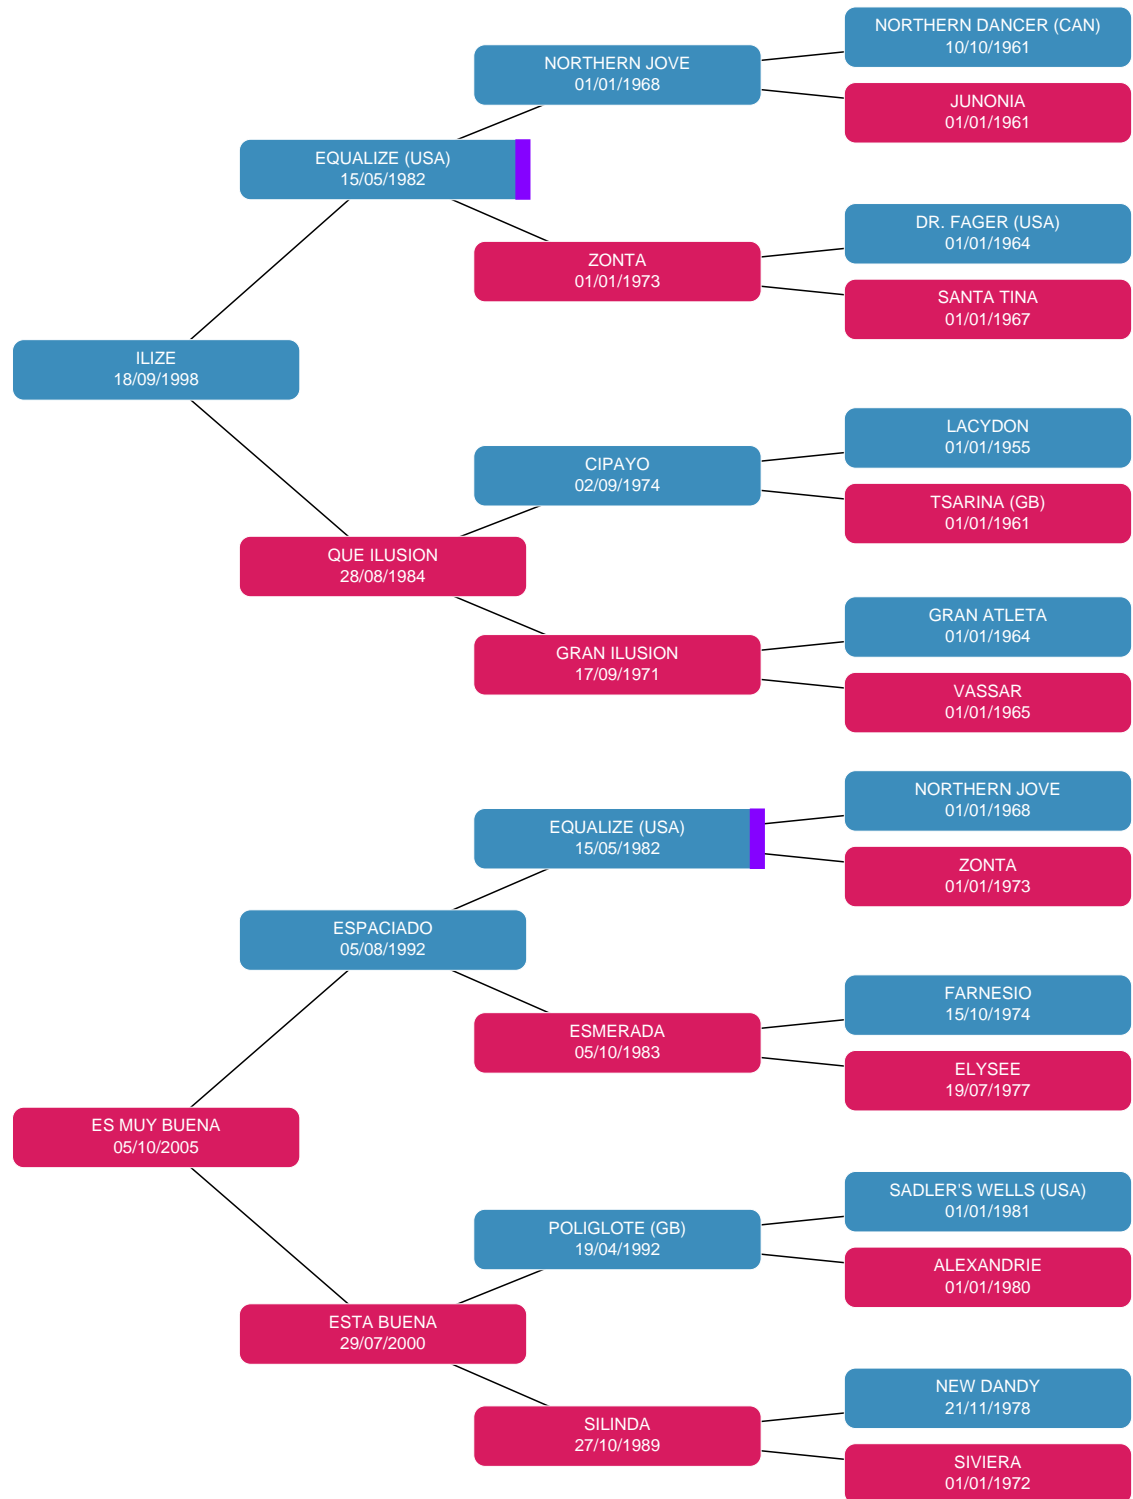 NORTHERN DANCER (CAN)
10/10/1961
NORTHERN JOVE
01/01/1968
JUNONIA
01/01/1961
EQUALIZE (USA)
15/05/1982
DR. FAGER (USA)
01/01/1964
ZONTA
01/01/1973
SANTA TINA
01/01/1967
ILIZE
18/09/1998
LACYDON
01/01/1955
CIPAYO
02/09/1974
TSARINA (GB)
01/01/1961
QUE ILUSION
28/08/1984
GRAN ATLETA
01/01/1964
GRAN ILUSION
17/09/1971
VASSAR
01/01/1965
NORTHERN JOVE
01/01/1968
EQUALIZE (USA)
15/05/1982
ZONTA
01/01/1973
ESPACIADO
05/08/1992
FARNESIO
15/10/1974
ESMERADA
05/10/1983
ELYSEE
19/07/1977
ES MUY BUENA
05/10/2005
SADLER'S WELLS (USA)
01/01/1981
POLIGLOTE (GB)
19/04/1992
ALEXANDRIE
01/01/1980
ESTA BUENA
29/07/2000
NEW DANDY
21/11/1978
SILINDA
27/10/1989
SIVIERA
01/01/1972